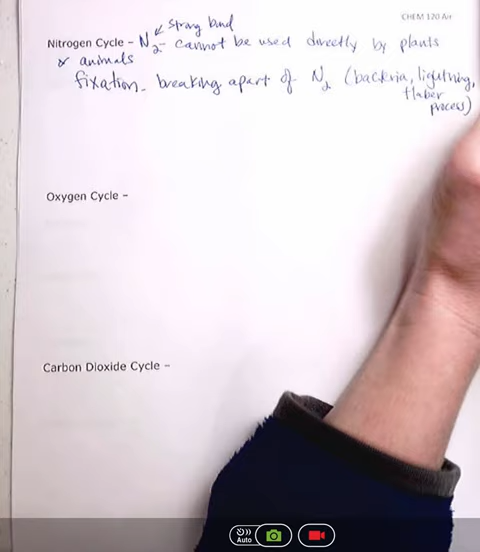 CHEM 120 Air
strong bond
Nitrogen Cycle - N2 - cannot be used directly by plants
& animals
fixation - breaking apart of N2 (bacteria, lightning,
Haber
process)
Oxygen Cycle -
Carbon Dioxide Cycle -
Auto